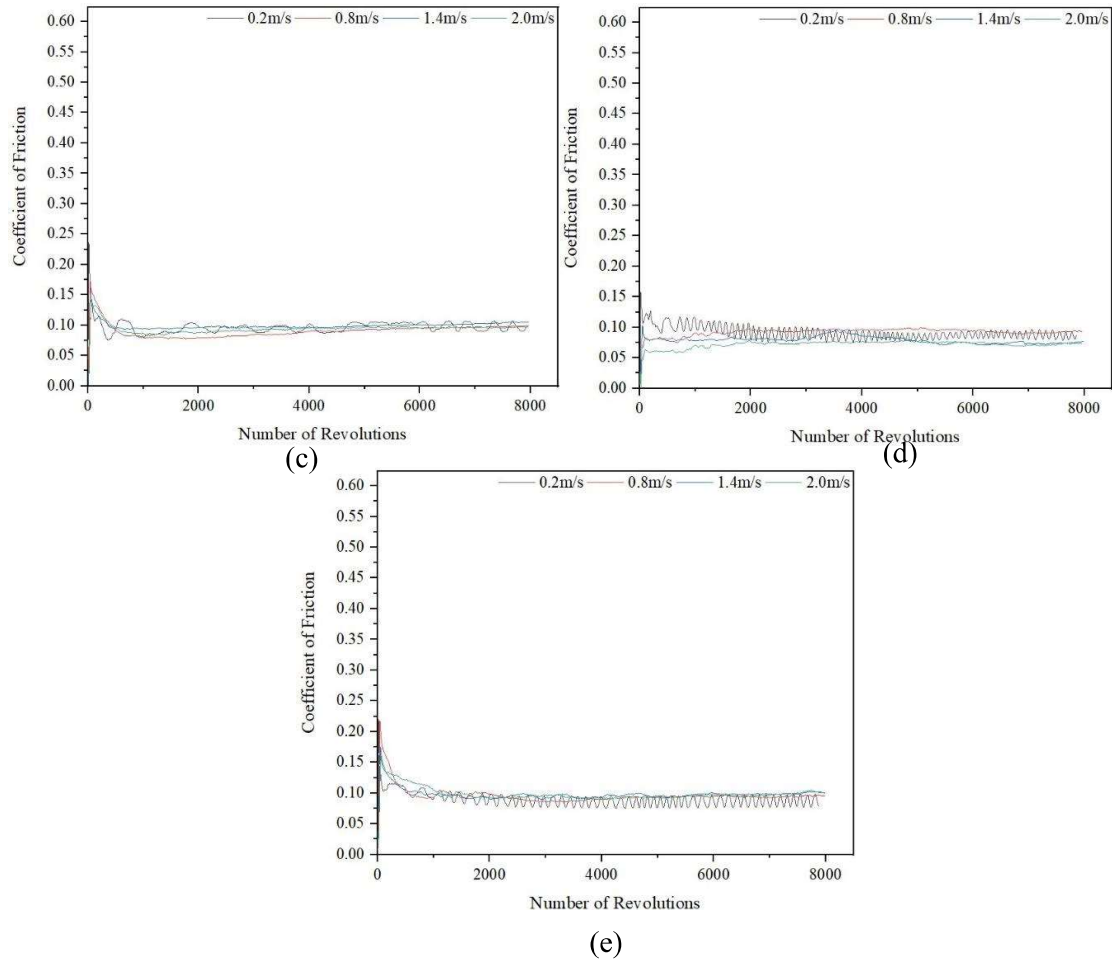 0.2m/s 0.8m/s 1.4m/s 2.0m/s
0.60
0.55
0.50
0.45
0.40
0.35
0.30
0.25
0.20
0.15
0.10
0.05
0.00
Coefficient of Friction
0 2000 4000 6000 8000
Number of Revolutions
(c)
0.2m/s 0.8m/s 1.4m/s 2.0m/s
0.60
0.55
0.50
0.45
0.40
0.35
0.30
0.25
0.20
0.15
0.10
0.05
0.00
Coefficient of Friction
0 2000 4000 6000 8000
Number of Revolutions
(d)
0.2m/s 0.8m/s 1.4m/s 2.0m/s
0.60
0.55
0.50
0.45
0.40
0.35
0.30
0.25
0.20
0.15
0.10
0.05
0.00
Coefficient of Friction
0 2000 4000 6000 8000
Number of Revolutions
(e)